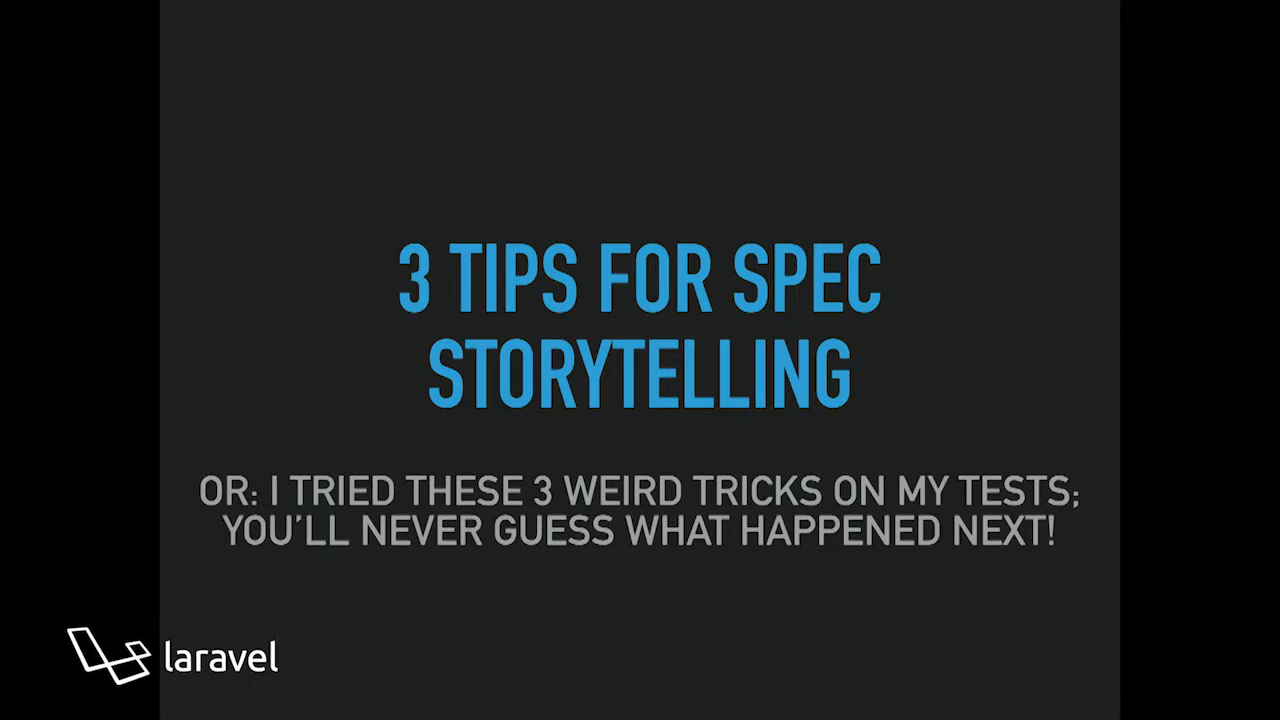 3 TIPS FOR SPEC
STORYTELLING
OR: I TRIED THESE 3 WEIRD TRICKS ON MY TESTS;
YOU'LL NEVER GUESS WHAT HAPPENED NEXT!
laravel